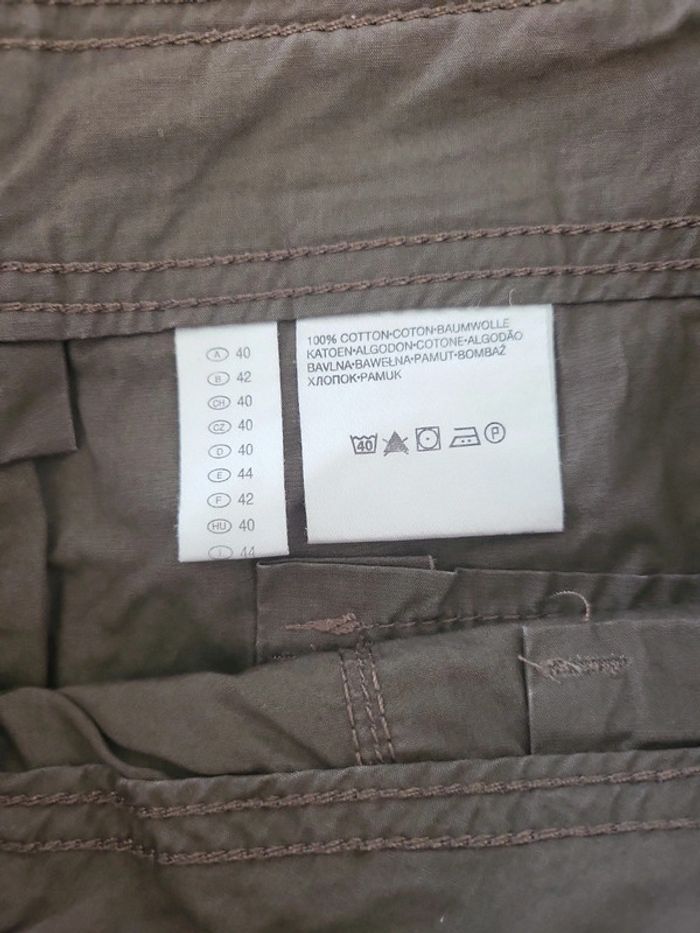 A 40
B 42
CH 40
CZ 40
D 40
E 44
F 42
HU 40
I 44
100% COTTON•COTON•BAUMWOLLE
KATOEN•ALGODON•COTONE•ALGODÃO
BAVLNA•BAWEŁNA•PAMUT•BOMBAŽ
ХЛОПОК•PAMUK
40
P